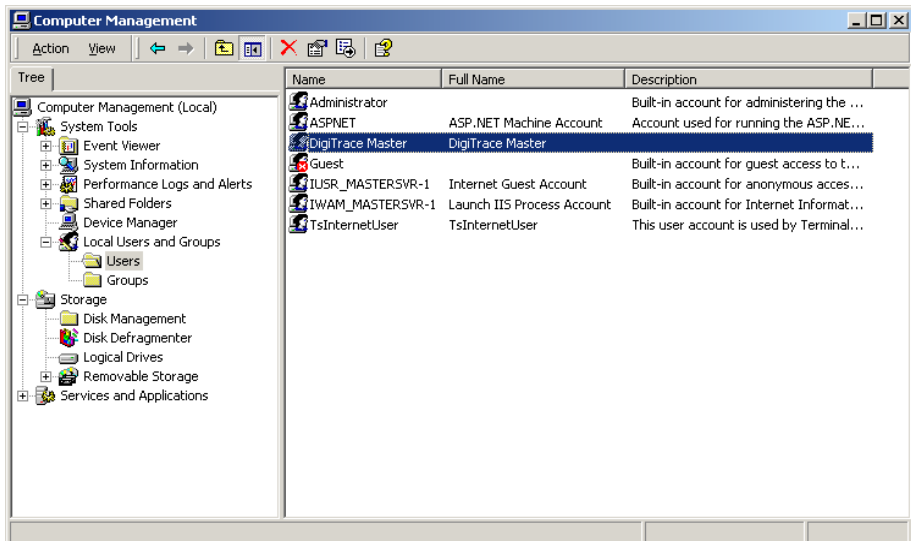 Computer Management
Action View
Tree
Name Full Name Description
Computer Management (Local)
System Tools
Event Viewer
System Information
Performance Logs and Alerts
Shared Folders
Device Manager
Local Users and Groups
Users
Groups
Storage
Disk Management
Disk Defragmenter
Logical Drives
Removable Storage
Services and Applications
Administrator Built-in account for administering the ...
ASPNET ASP.NET Machine Account Account used for running the ASP.NE...
DigiTrace Master DigiTrace Master
Guest Built-in account for guest access to t...
IUSR_MASTERSVR-1 Internet Guest Account Built-in account for anonymous acces...
IWAM_MASTERSVR-1 Launch IIS Process Account Built-in account for Internet Informat...
TsInternetUser TsInternetUser This user account is used by Terminal...